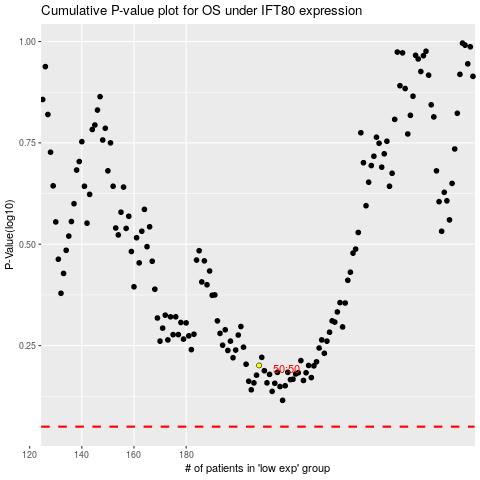 Cumulative P-value plot for OS under IFT80 expression
1.00
0.75
0.50
0.25
P-Value(log10)
50:50
120 140 160 180
# of patients in 'low exp' group